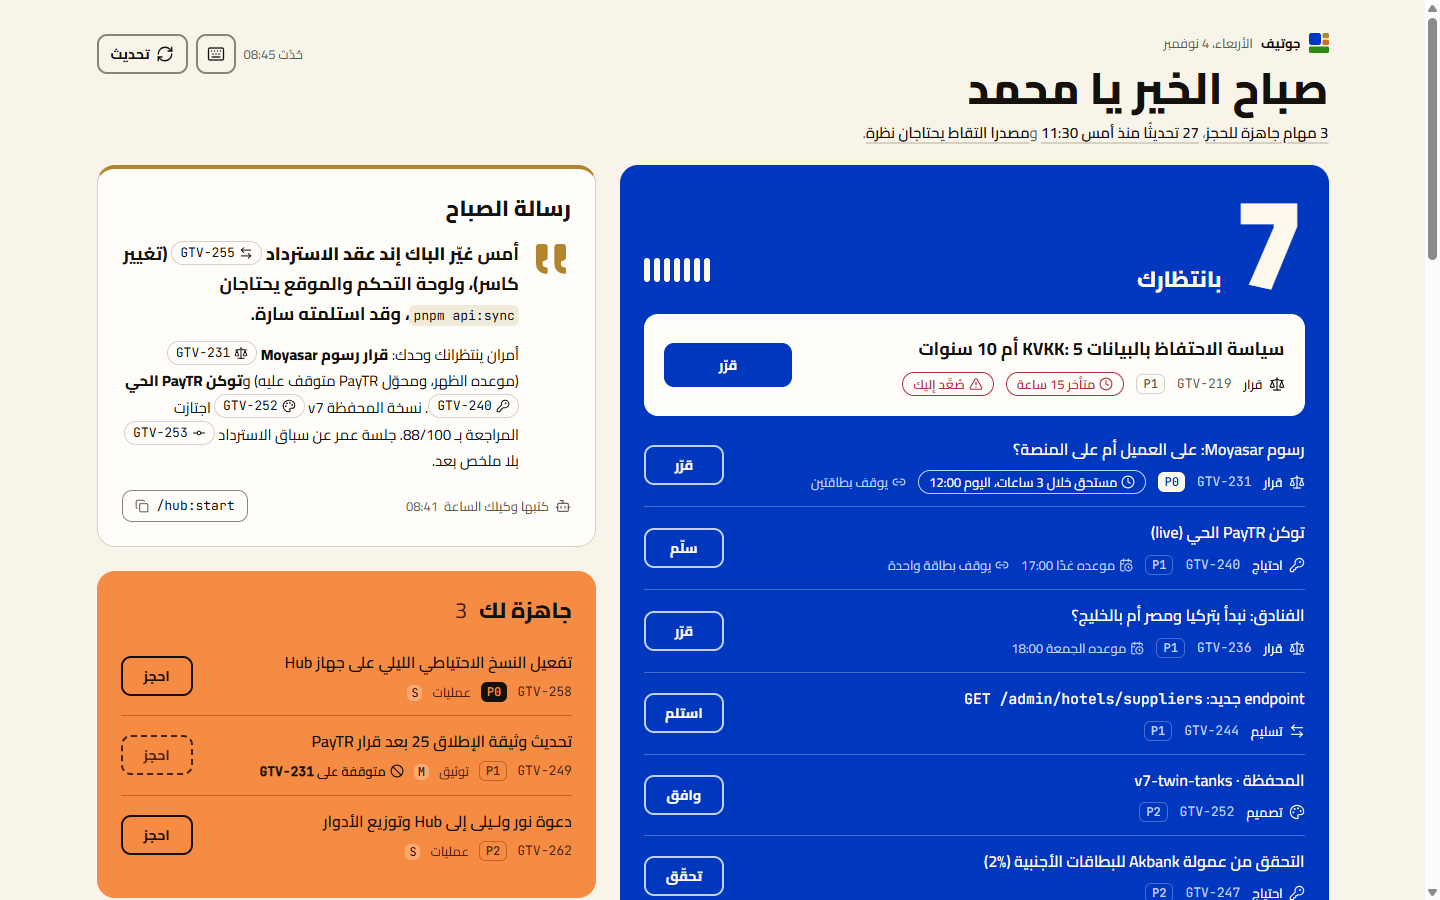 جوتيف الأربعاء، 4 نوفمبر
صباح الخير يا محمد
3 مهام جاهزة للحجز، 27 تحديثًا منذ أمس 11:30 ومصدرا التقاط يحتاجان نظرة.
حُدّث 08:45
تحديث
7 بانتظارك
سياسة الاحتفاظ بالبيانات KVKK: 5 أم 10 سنوات
قرار GTV-219 P1 متأخر 15 ساعة صُعّد إليك
قرّر
رسوم Moyasar: على العميل أم على المنصة؟
قرار GTV-231 P0 مستحق خلال 3 ساعات، اليوم 12:00 يوقف بطاقتين
قرّر
توكن PayTR الحي (live)
احتياج GTV-240 P1 موعده غدًا 17:00 يوقف بطاقة واحدة
سلّم
الفنادق: نبدأ بتركيا ومصر أم بالخليج؟
قرار GTV-236 P1 موعده الجمعة 18:00
قرّر
endpoint جديد: GET /admin/hotels/suppliers
تسليم GTV-244 P1
استلم
المحفظة · v7-twin-tanks
تصميم GTV-252 P2
وافق
التحقق من عمولة Akbank للبطاقات الأجنبية (2%)
احتياج GTV-247 P2
تحقّق
رسالة الصباح
أمس غيّر الباك إند عقد الاسترداد GTV-255 (تغيير
كاسر)، ولوحة التحكم والموقع يحتاجان
pnpm api:sync، وقد استلمته سارة.
أمران ينتظرانك وحدك: قرار رسوم Moyasar GTV-231
(موعده الظهر، ومحوّل PayTR متوقف عليه) وتوكن PayTR الحي
GTV-240. نسخة المحفظة v7 GTV-252 اجتازت
المراجعة بـ 88/100. جلسة عمر عن سباق الاسترداد GTV-253
بلا ملخص بعد.
كتبها وكيلك الساعة 08:41
/hub:start
جاهزة لك 3
تفعيل النسخ الاحتياطي الليلي على جهاز Hub
GTV-258 P0 عمليات S
احجز
تحديث وثيقة الإطلاق 25 بعد قرار PayTR
GTV-249 P1 توثيق M متوقفة على GTV-231
احجز
دعوة نور وليلى إلى Hub وتوزيع الأدوار
GTV-262 P2 عمليات S
احجز